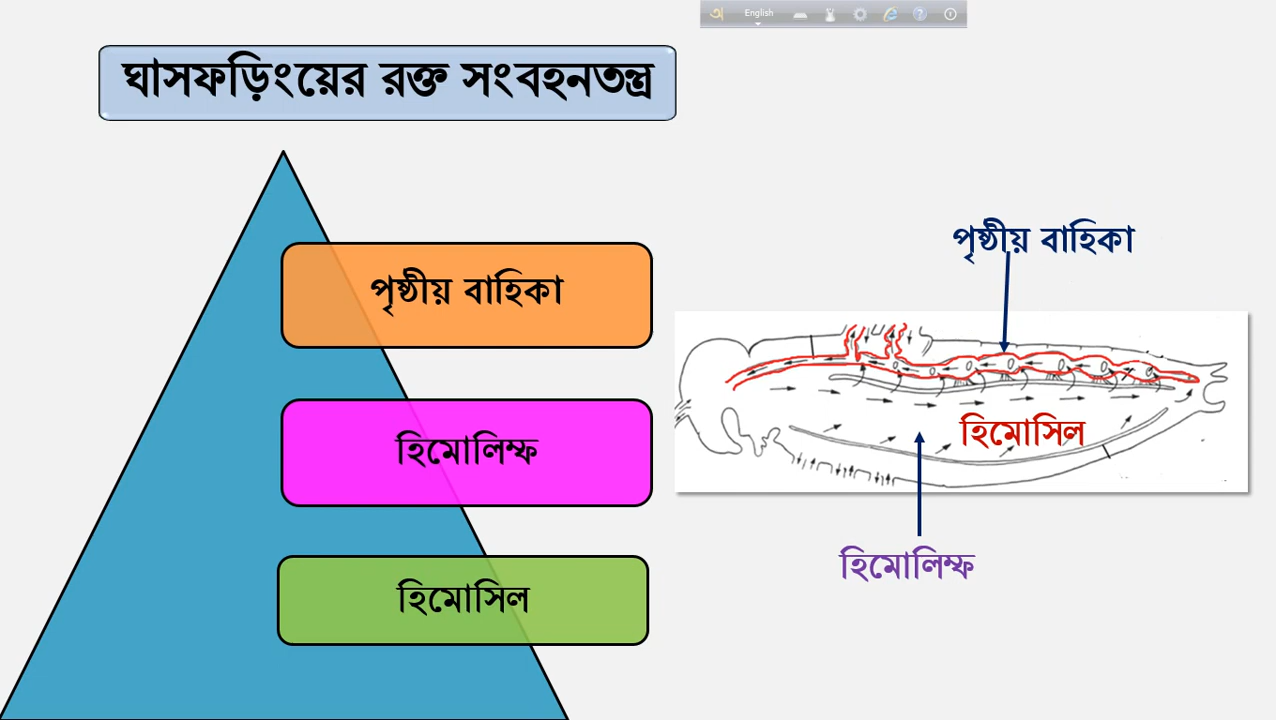 অ English
ঘাসফড়িংয়ের রক্ত সংবহনতন্ত্র
পৃষ্ঠীয় বাহিকা
হিমোলিম্ফ
হিমোসিল
পৃষ্ঠীয় বাহিকা
হিমোসিল
হিমোলিম্ফ